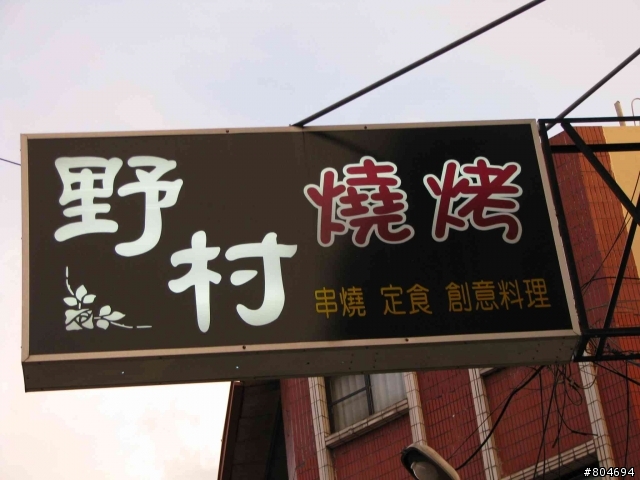 野村 燒烤
串燒 定食 創意料理
#804694